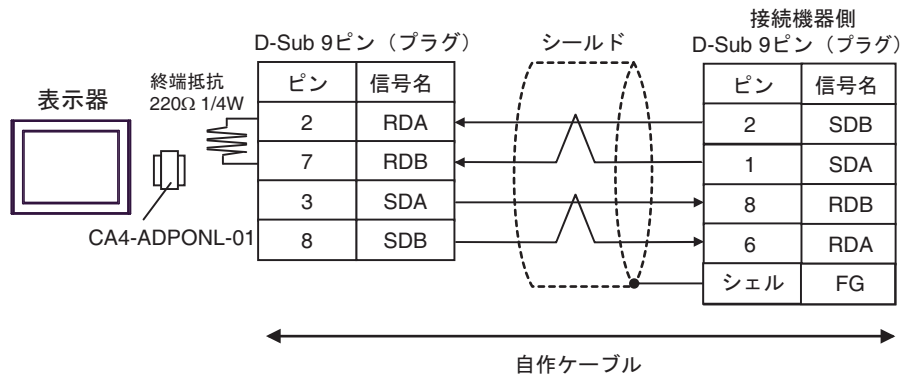 接続機器側
D-Sub 9ピン（プラグ） シールド D-Sub 9ピン（プラグ）
表示器
終端抵抗
220Ω 1/4W
CA4-ADPONL-01
ピン 信号名
2 RDA
7 RDB
3 SDA
8 SDB
ピン 信号名
2 SDB
1 SDA
8 RDB
6 RDA
シェル FG
自作ケーブル